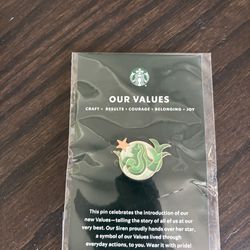 OUR VALUES
CRAFT • RESULTS • COURAGE • BELONGING • JOY
This pin celebrates the introduction of our
new Values—telling the story of all of us at our
very best. Our Siren proudly hands over her star,
a symbol of our Values lived through
everyday actions, to you. Wear it with pride!